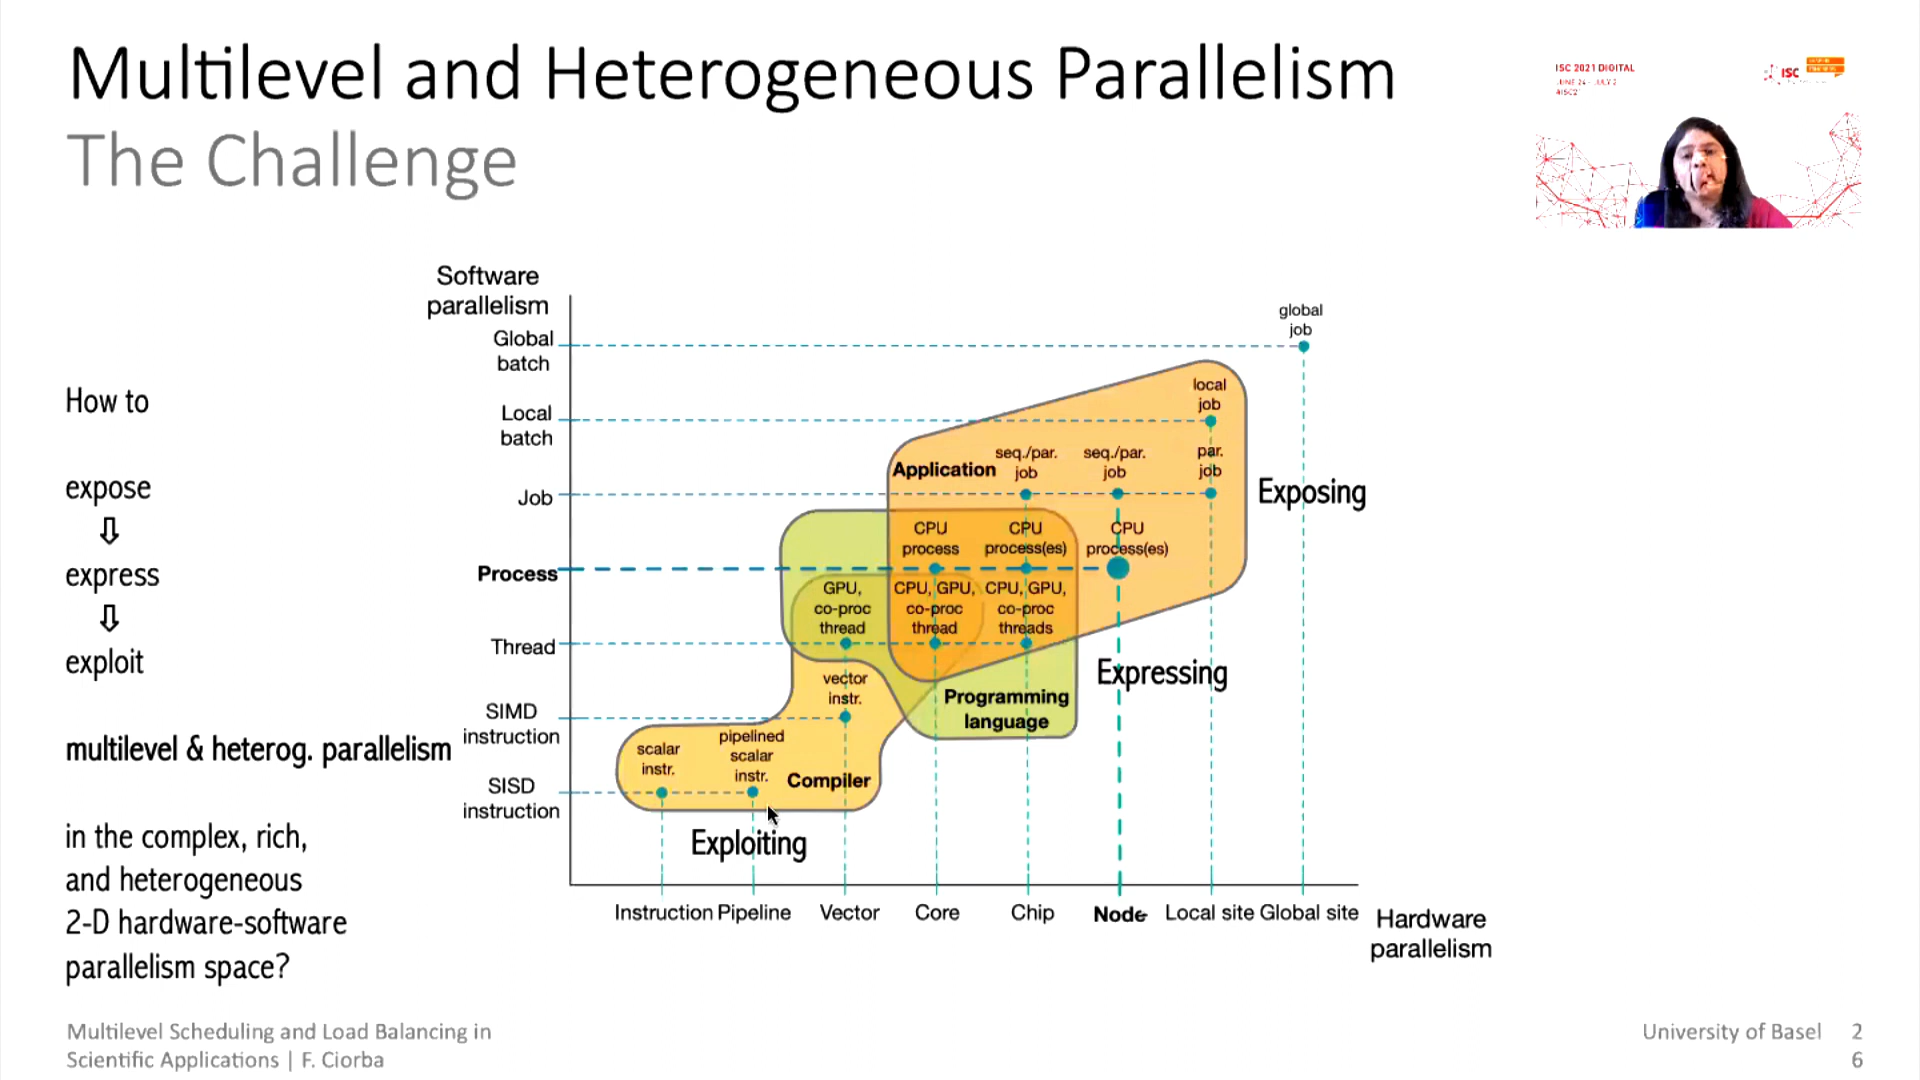 Multilevel and Heterogeneous Parallelism
The Challenge
ISC 2021 DIGITAL
ISC
How to
expose
⇩
express
⇩
exploit
multilevel & heterog. parallelism
in the complex, rich,
and heterogeneous
2-D hardware-software
parallelism space?
Software
parallelism
Global
batch
Local
batch
Job
Process
Thread
SIMD
instruction
SISD
instruction
global
job
local
job
Application
seq./par.
job
seq./par.
job
par.
job
Exposing
CPU
process
CPU
process(es)
CPU
process(es)
GPU,
co-proc
thread
CPU, GPU,
co-proc
thread
CPU, GPU,
co-proc
threads
Expressing
vector
instr.
Programming
language
scalar
instr.
pipelined
scalar
instr.
Compiler
Exploiting
Instruction
Pipeline
Vector
Core
Chip
Node
Local site
Global site
Hardware
parallelism
Multilevel Scheduling and Load Balancing in
Scientific Applications | F. Ciorba
University of Basel
2
6